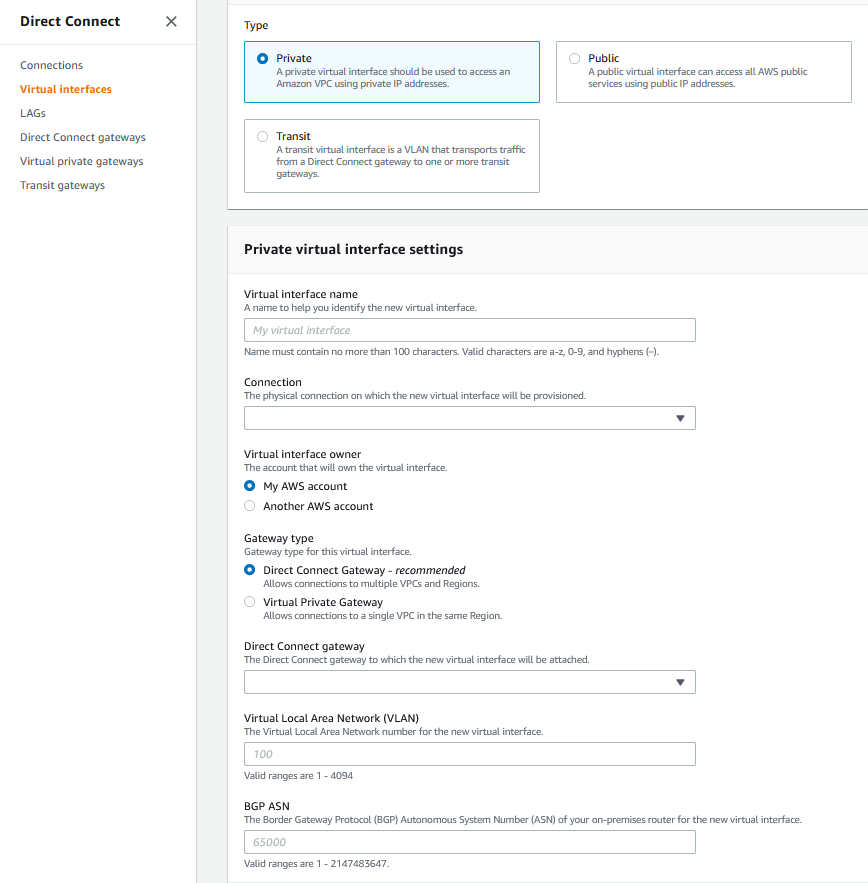 Direct Connect
Connections
Virtual interfaces
LAGs
Direct Connect gateways
Virtual private gateways
Transit gateways
Type
Private
A private virtual interface should be used to access an
Amazon VPC using private IP addresses.
Public
A public virtual interface can access all AWS public
services using public IP addresses.
Transit
A transit virtual interface is a VLAN that transports traffic
from a Direct Connect gateway to one or more transit
gateways.
Private virtual interface settings
Virtual interface name
A name to help you identify the new virtual interface.
My virtual interface
Name must contain no more than 100 characters. Valid characters are a-z, 0-9, and hyphens (–).
Connection
The physical connection on which the new virtual interface will be provisioned.
Virtual interface owner
The account that will own the virtual interface.
My AWS account
Another AWS account
Gateway type
Gateway type for this virtual interface.
Direct Connect Gateway - recommended
Allows connections to multiple VPCs and Regions.
Virtual Private Gateway
Allows connections to a single VPC in the same Region.
Direct Connect gateway
The Direct Connect gateway to which the new virtual interface will be attached.
Virtual Local Area Network (VLAN)
The Virtual Local Area Network number for the new virtual interface.
100
Valid ranges are 1 - 4094
BGP ASN
The Border Gateway Protocol (BGP) Autonomous System Number (ASN) of your on-premises router for the new virtual interface.
65000
Valid ranges are 1 - 2147483647.